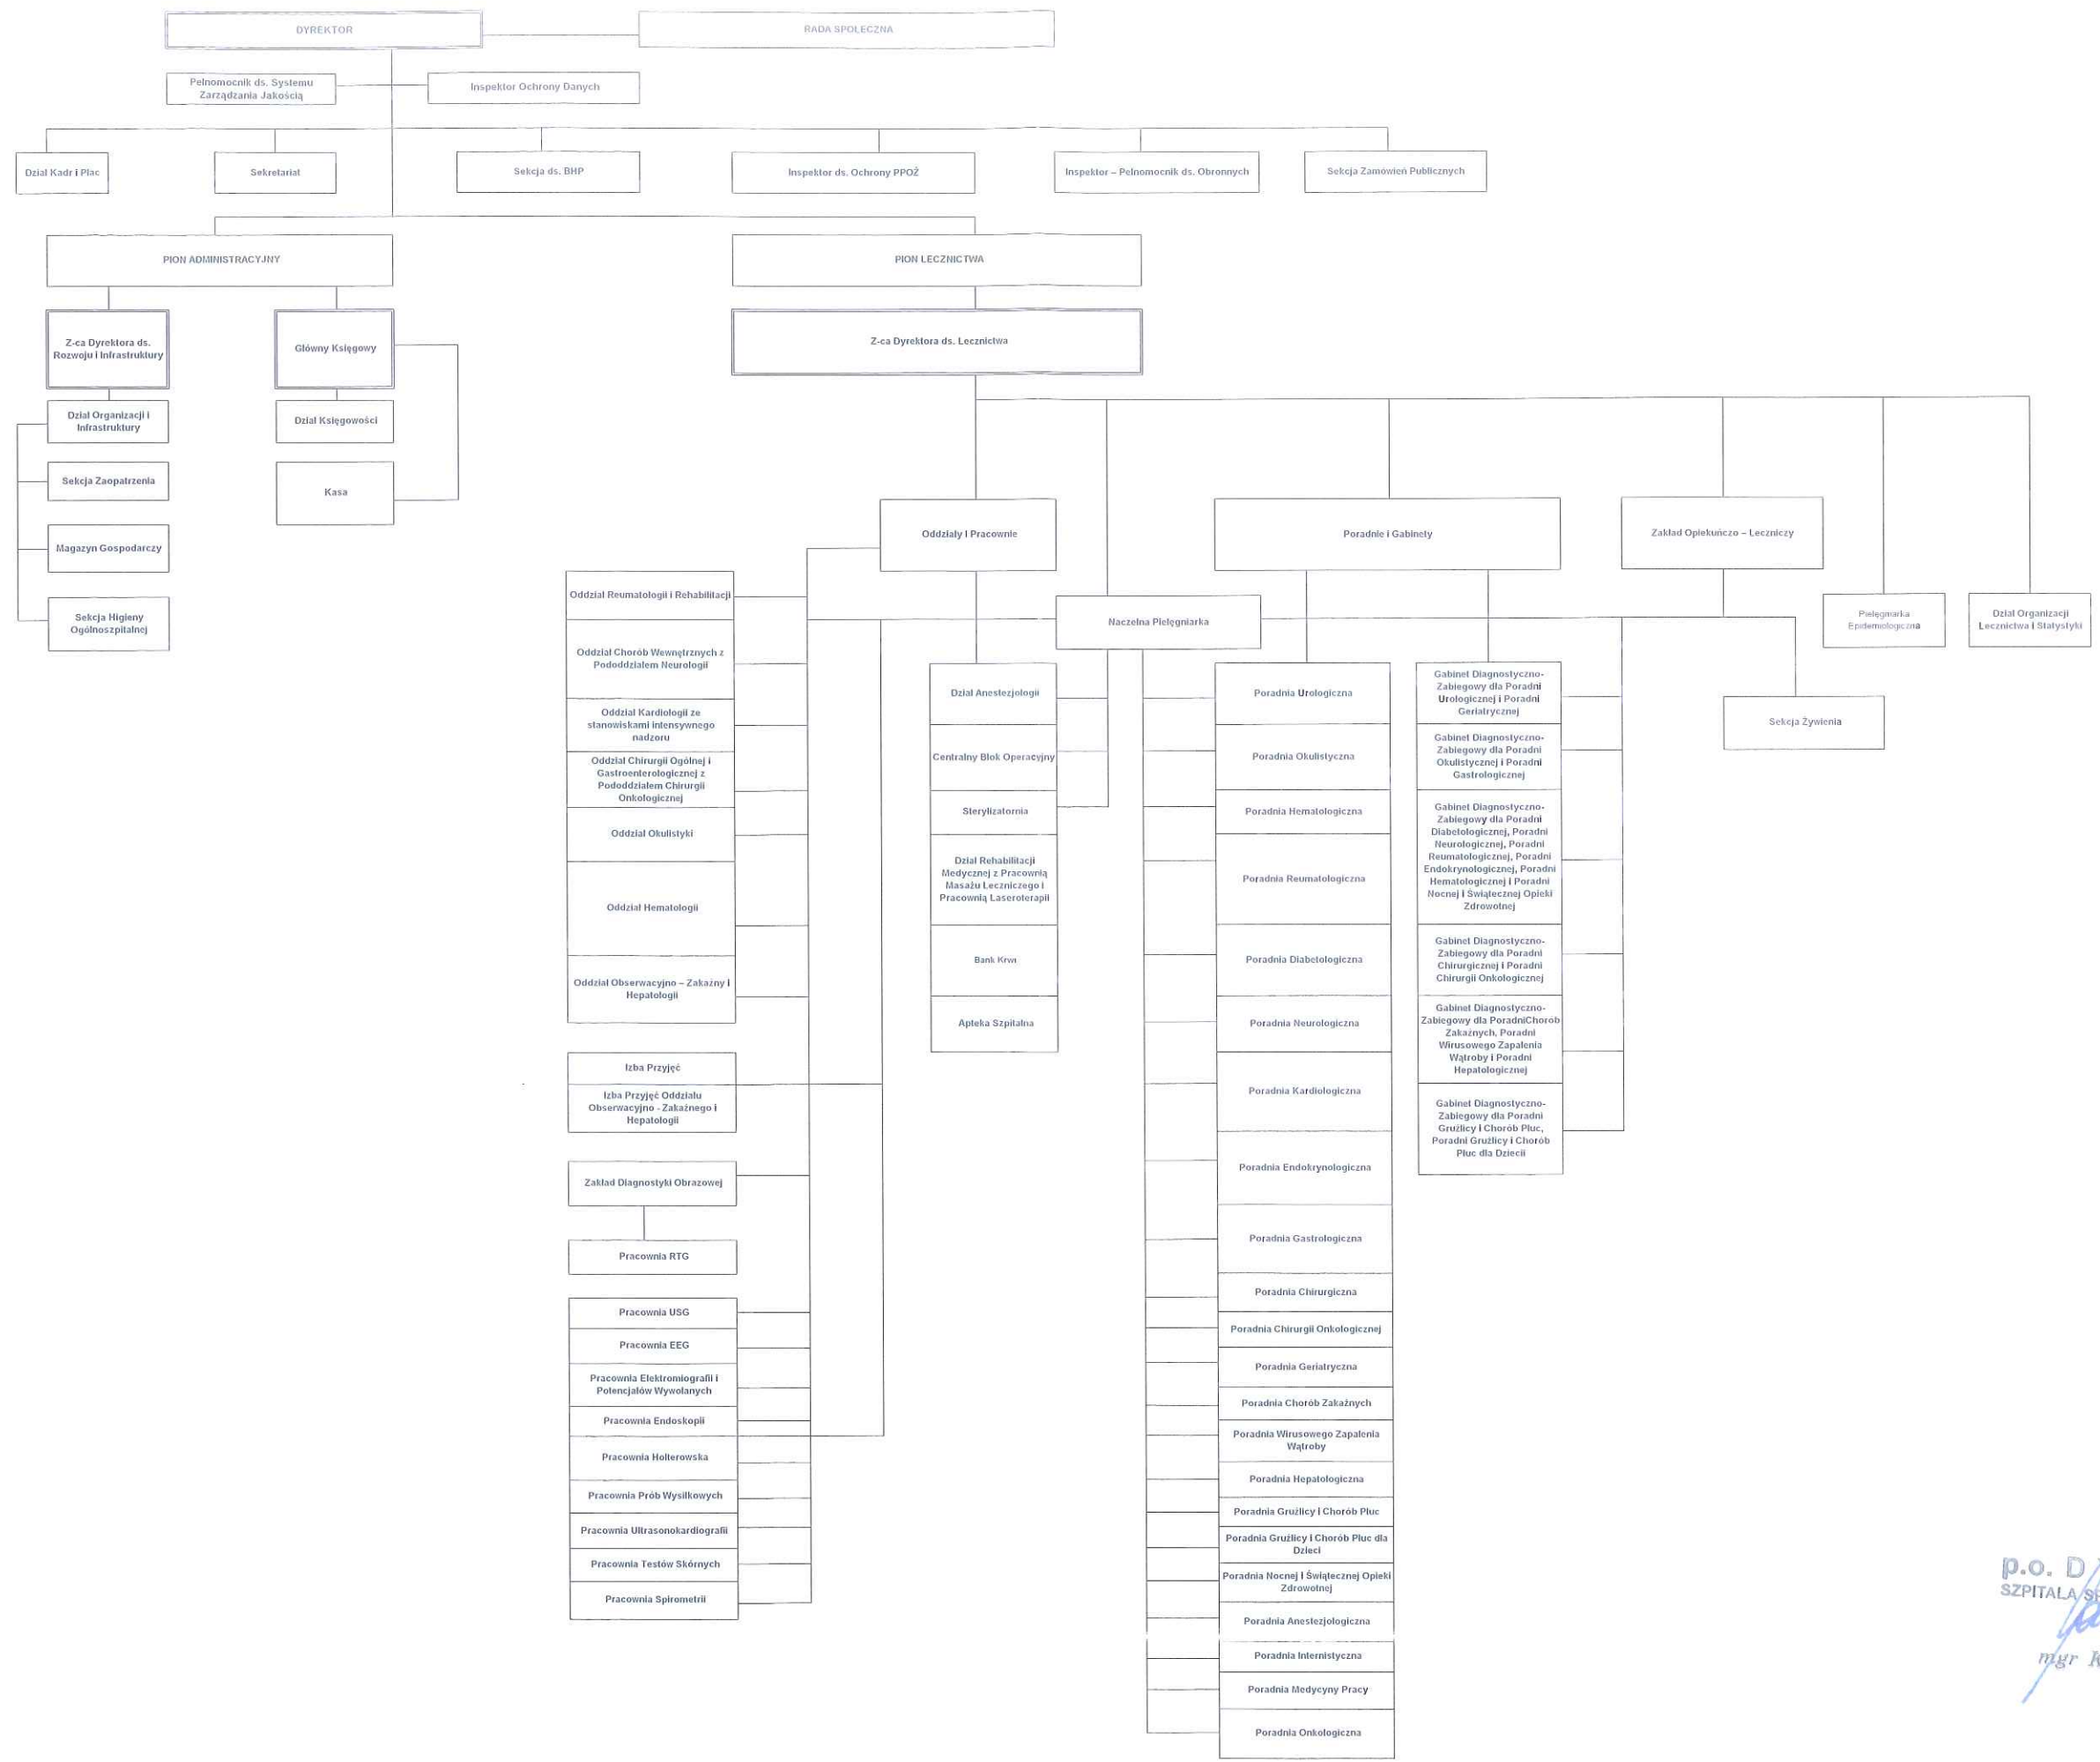 DYREKTOR
RADA SPOŁECZNA
Pełnomocnik ds. Systemu
Zarządzania Jakością
Inspektor Ochrony Danych
Dział Kadr i Płac
Sekretariat
Sekcja ds. BHP
Inspektor ds. Ochrony PPOŻ
Inspektor – Pełnomocnik ds. Obronnych
Sekcja Zamówień Publicznych
PION ADMINISTRACYJNY
PION LECZNICTWA
Z-ca Dyrektora ds.
Rozwoju i Infrastruktury
Główny Księgowy
Z-ca Dyrektora ds. Lecznictwa
Dział Organizacji i
Infrastruktury
Dział Księgowości
Sekcja Zaopatrzenia
Kasa
Magazyn Gospodarczy
Sekcja Higieny
Ogólnoszpitalnej
Oddziały I Pracownie
Poradnie i Gabinety
Zakład Opiekuńczo – Leczniczy
Naczelna Pielęgniarka
Pielęgniarka
Epidemiologiczna
Dział Organizacji
Lecznictwa i Statystyki
Sekcja Żywienia
Oddział Reumatologii i Rehabilitacji
Oddział Chorób Wewnętrznych z
Pododdziałem Neurologii
Oddział Kardiologii ze
stanowiskami intensywnego
nadzoru
Oddział Chirurgii Ogólnej i
Gastroenterologicznej z
Pododdziałem Chirurgii
Onkologicznej
Oddział Okulistyki
Oddział Hematologii
Oddział Obserwacyjno – Zakaźny i
Hepatologii
Izba Przyjęć
Izba Przyjęć Oddziału
Obserwacyjno - Zakaźnego i
Hepatologii
Zakład Diagnostyki Obrazowej
Pracownia RTG
Pracownia USG
Pracownia EEG
Pracownia Elektromiografii i
Potencjałów Wywołanych
Pracownia Endoskopii
Pracownia Holterowska
Pracownia Prób Wysiłkowych
Pracownia Ultrasonokardiografii
Pracownia Testów Skórnych
Pracownia Spirometrii
Dział Anestezjologii
Centralny Blok Operacyjny
Sterylizatornia
Dział Rehabilitacji
Medycznej z Pracownią
Masażu Leczniczego i
Pracownią Laseroterapii
Bank Krwi
Apteka Szpitalna
Poradnia Urologiczna
Poradnia Okulistyczna
Poradnia Hematologiczna
Poradnia Reumatologiczna
Poradnia Diabetologiczna
Poradnia Neurologiczna
Poradnia Kardiologiczna
Poradnia Endokrynologiczna
Poradnia Gastrologiczna
Poradnia Chirurgiczna
Poradnia Chirurgii Onkologicznej
Poradnia Geriatryczna
Poradnia Chorób Zakaźnych
Poradnia Wirusowego Zapalenia
Wątroby
Poradnia Hepatologiczna
Poradnia Gruźlicy i Chorób Płuc
Poradnia Gruźlicy i Chorób Płuc dla
Dzieci
Poradnia Nocnej I Świątecznej Opieki
Zdrowotnej
Poradnia Anestezjologiczna
Poradnia Internistyczna
Poradnia Medycyny Pracy
Poradnia Onkologiczna
Gabinet Diagnostyczno-
Zabiegowy dla Poradni
Urologicznej i Poradni
Geriatrycznej
Gabinet Diagnostyczno-
Zabiegowy dla Poradni
Okulistycznej i Poradni
Gastrologicznej
Gabinet Diagnostyczno-
Zabiegowy dla Poradni
Diabetologicznej, Poradni
Neurologicznej, Poradni
Reumatologicznej, Poradni
Endokrynologicznej, Poradni
Hematologicznej i Poradni
Nocnej i Świątecznej Opieki
Zdrowotnej
Gabinet Diagnostyczno-
Zabiegowy dla Poradni
Chirurgicznej i Poradni
Chirurgii Onkologicznej
Gabinet Diagnostyczno-
Zabiegowy dla PoradniChorób
Zakaźnych, Poradni
Wirusowego Zapalenia
Wątroby i Poradni
Hepatologicznej
Gabinet Diagnostyczno-
Zabiegowy dla Poradni
Gruźlicy i Chorób Płuc,
Poradni Gruźlicy i Chorób
Płuc dla Dziecii
p.o. D
SZPITALA
mgr K